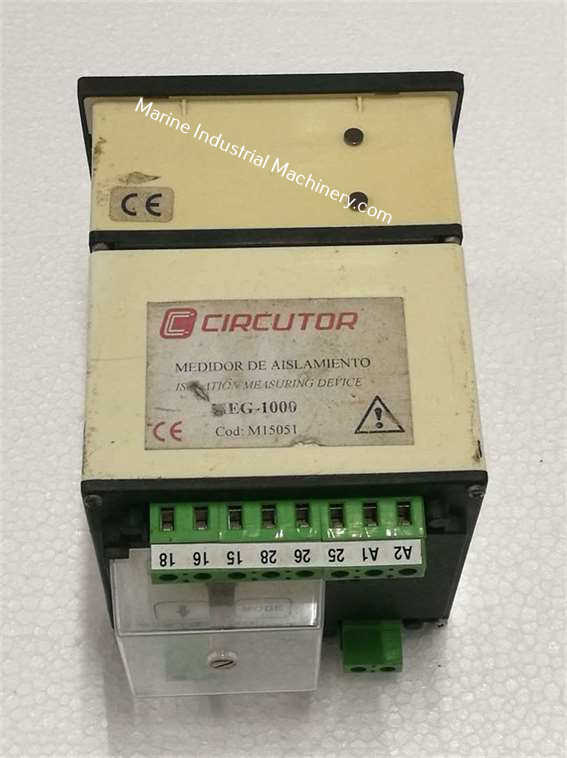 Marine Industrial Machinery.com
CE
CIRCUTOR
MEDIDOR DE AISLAMIENTO
MEASURING DEVICE
EG-1000
CE
Cod: M15051
18 16 15 28 26 25 A1 A2